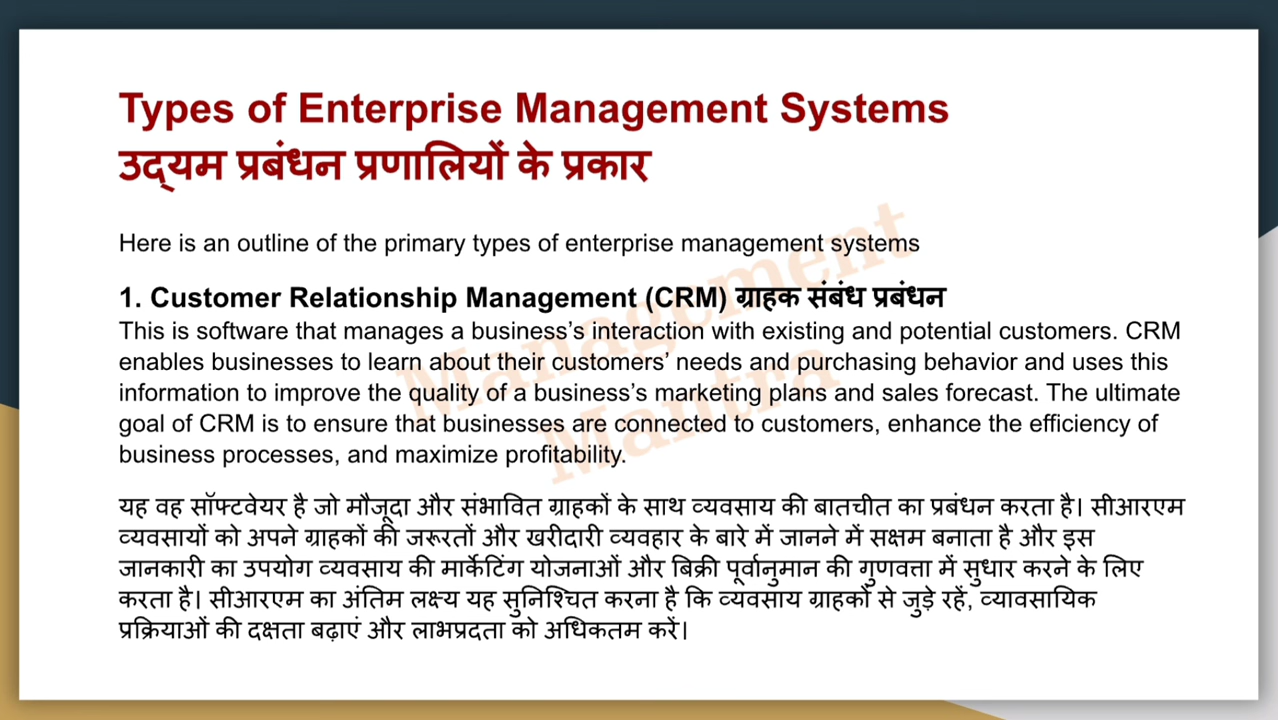 Types of Enterprise Management Systems
उद्यम प्रबंधन प्रणालियों के प्रकार
Here is an outline of the primary types of enterprise management systems
1. Customer Relationship Management (CRM) ग्राहक संबंध प्रबंधन
This is software that manages a business’s interaction with existing and potential customers. CRM
enables businesses to learn about their customers’ needs and purchasing behavior and uses this
information to improve the quality of a business’s marketing plans and sales forecast. The ultimate
goal of CRM is to ensure that businesses are connected to customers, enhance the efficiency of
business processes, and maximize profitability.
यह वह सॉफ्टवेयर है जो मौजूदा और संभावित ग्राहकों के साथ व्यवसाय की बातचीत का प्रबंधन करता है। सीआरएम
व्यवसायों को अपने ग्राहकों की जरूरतों और खरीदारी व्यवहार के बारे में जानने में सक्षम बनाता है और इस
जानकारी का उपयोग व्यवसाय की मार्केटिंग योजनाओं और बिक्री पूर्वानुमान की गुणवत्ता में सुधार करने के लिए
करता है। सीआरएम का अंतिम लक्ष्य यह सुनिश्चित करना है कि व्यवसाय ग्राहकों से जुड़े रहें, व्यावसायिक
प्रक्रियाओं की दक्षता बढ़ाएं और लाभप्रदता को अधिकतम करें।
Management
Mantra